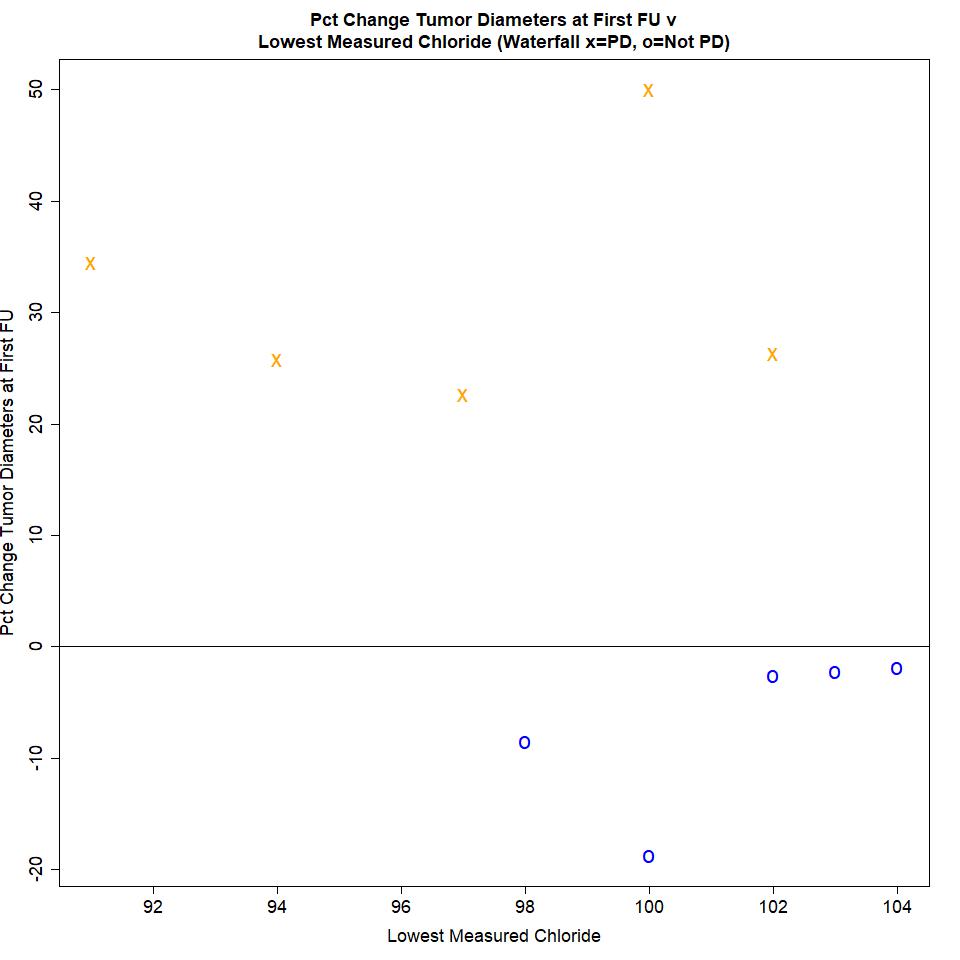 Pct Change Tumor Diameters at First FU v
Lowest Measured Chloride (Waterfall x=PD, o=Not PD)
Pct Change Tumor Diameters at First FU
50
40
30
20
10
0
-10
-20
x
x
x
x
x
o
o
o
o
o
92 94 96 98 100 102 104
Lowest Measured Chloride